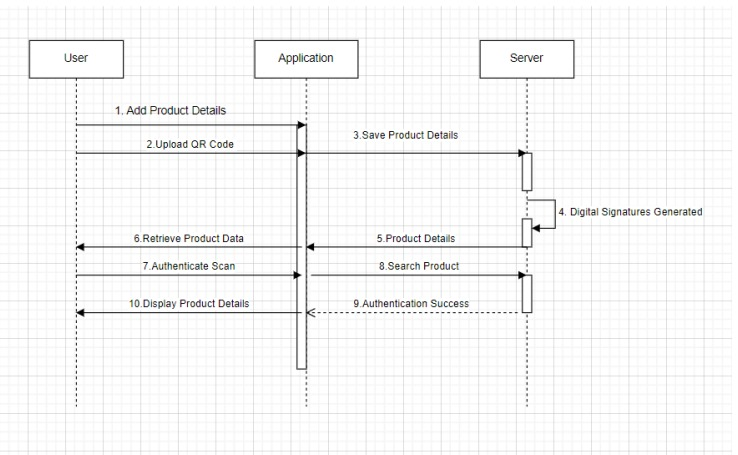 User
Application
Server
1. Add Product Details
2.Upload QR Code
3.Save Product Details
4. Digital Signatures Generated
6.Retrieve Product Data
5.Product Details
7.Authenticate Scan
8.Search Product
10.Display Product Details
9.Authentication Success